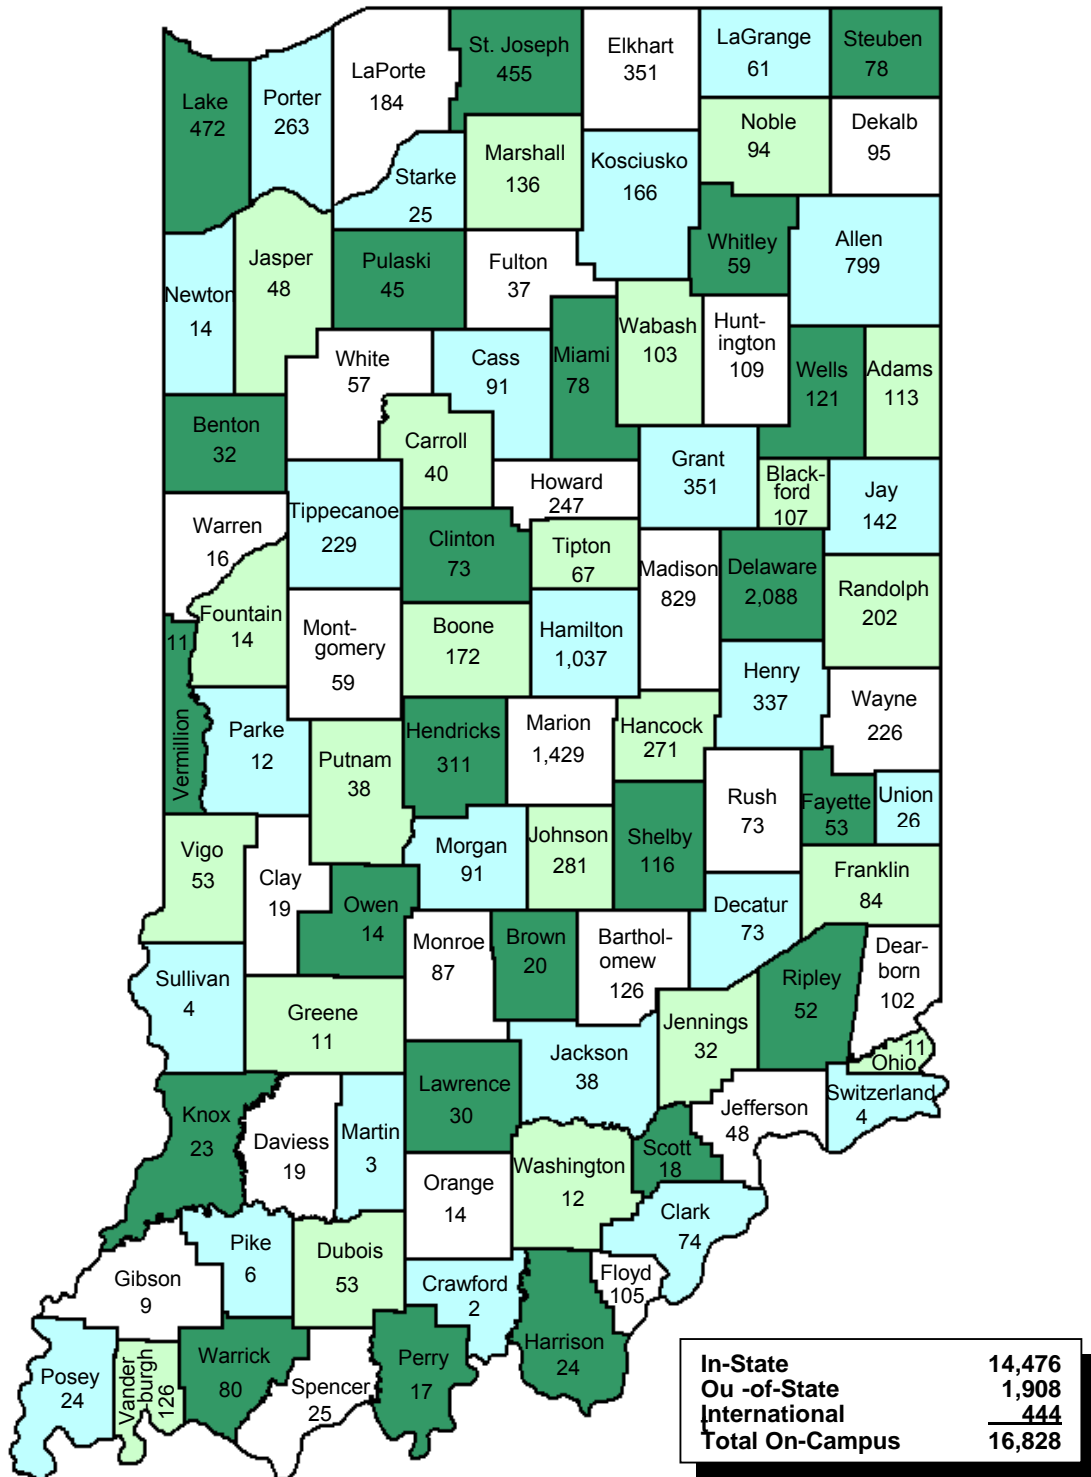 St. Joseph
455
Elkhart
351
LaGrange
61
Steuben
78
LaPorte
184
Lake
472
Porter
263
Noble
94
Dekalb
95
Marshall
136
Kosciusko
166
Starke
25
Whitley
59
Allen
799
Jasper
48
Pulaski
45
Fulton
37
Newton
14
Wabash
103
Hunt-
ington
109
White
57
Cass
91
Miami
78
Wells
121
Adams
113
Benton
32
Carroll
40
Grant
351
Howard
247
Black-
ford
107
Jay
142
Warren
16
Tippecanoe
229
Clinton
73
Tipton
67
Madison
829
Delaware
2,088
Randolph
202
Fountain
14
Mont-
gomery
59
Boone
172
Hamilton
1,037
11
Vermillion
Henry
337
Wayne
226
Parke
12
Putnam
38
Hendricks
311
Marion
1,429
Hancock
271
Rush
73
Fayette
53
Union
26
Vigo
53
Clay
19
Morgan
91
Johnson
281
Shelby
116
Franklin
84
Owen
14
Monroe
87
Brown
20
Barthol-
omew
126
Decatur
73
Dear-
born
102
Ripley
52
Sullivan
4
Greene
11
Jennings
32
Jackson
38
11
Ohio
Switzerland
4
Lawrence
30
Jefferson
48
Knox
23
Daviess
19
Martin
3
Scott
18
Washington
12
Orange
14
Clark
74
Pike
6
Dubois
53
Gibson
9
Crawford
2
Floyd
105
Harrison
24
Posey
24
Vander
-burgh
126
Warrick
80
Spencer
25
Perry
17
In-State 14,476
Ou -of-State 1,908
International 444
t
Total On-Campus 16,828